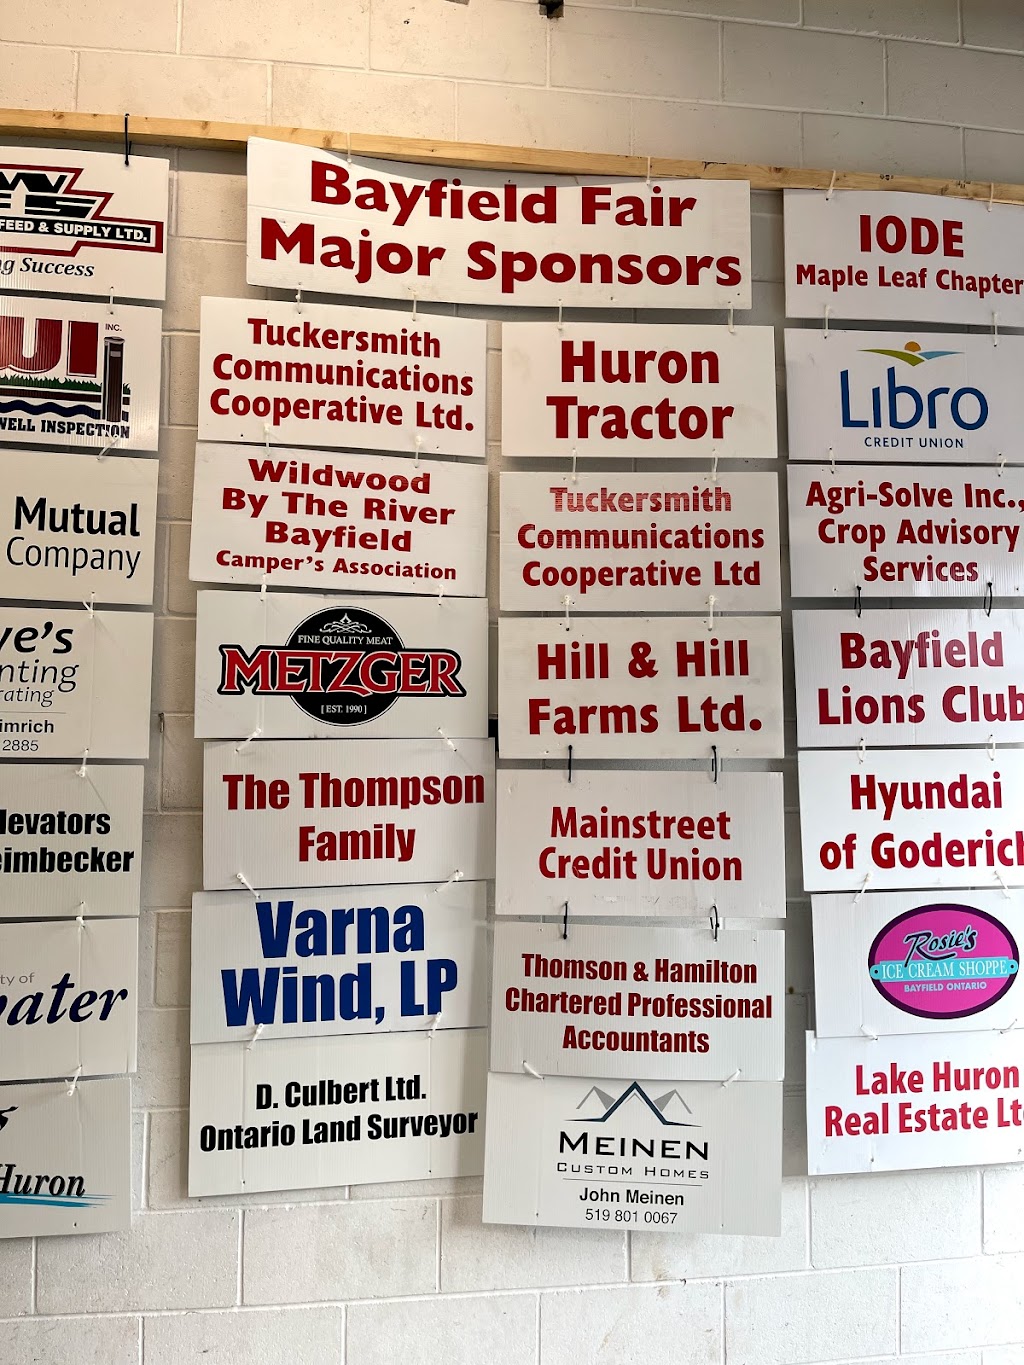 FEED & SUPPLY LTD.
Success
INC.
WELL INSPECTION
Mutual
Company
2885
Huron
Bayfield Fair
Major Sponsors
Tuckersmith
Communications
Cooperative Ltd.
Wildwood
By The River
Bayfield
Camper's Association
FINE QUALITY MEAT
METZGER
[ EST. 1990 ]
The Thompson
Family
Varna
Wind, LP
D. Culbert Ltd.
Ontario Land Surveyor
Huron
Tractor
Tuckersmith
Communications
Cooperative Ltd
Hill & Hill
Farms Ltd.
Mainstreet
Credit Union
Thomson & Hamilton
Chartered Professional
Accountants
MEINEN
CUSTOM HOMES
John Meinen
519 801 0067
IODE
Maple Leaf Chapter
Libro
CREDIT UNION
Agri-Solve Inc.,
Crop Advisory
Services
Bayfield
Lions Club
Hyundai
of Goderich
Rosie's
ICE CREAM SHOPPE
BAYFIELD ONTARIO
Lake Huron
Real Estate